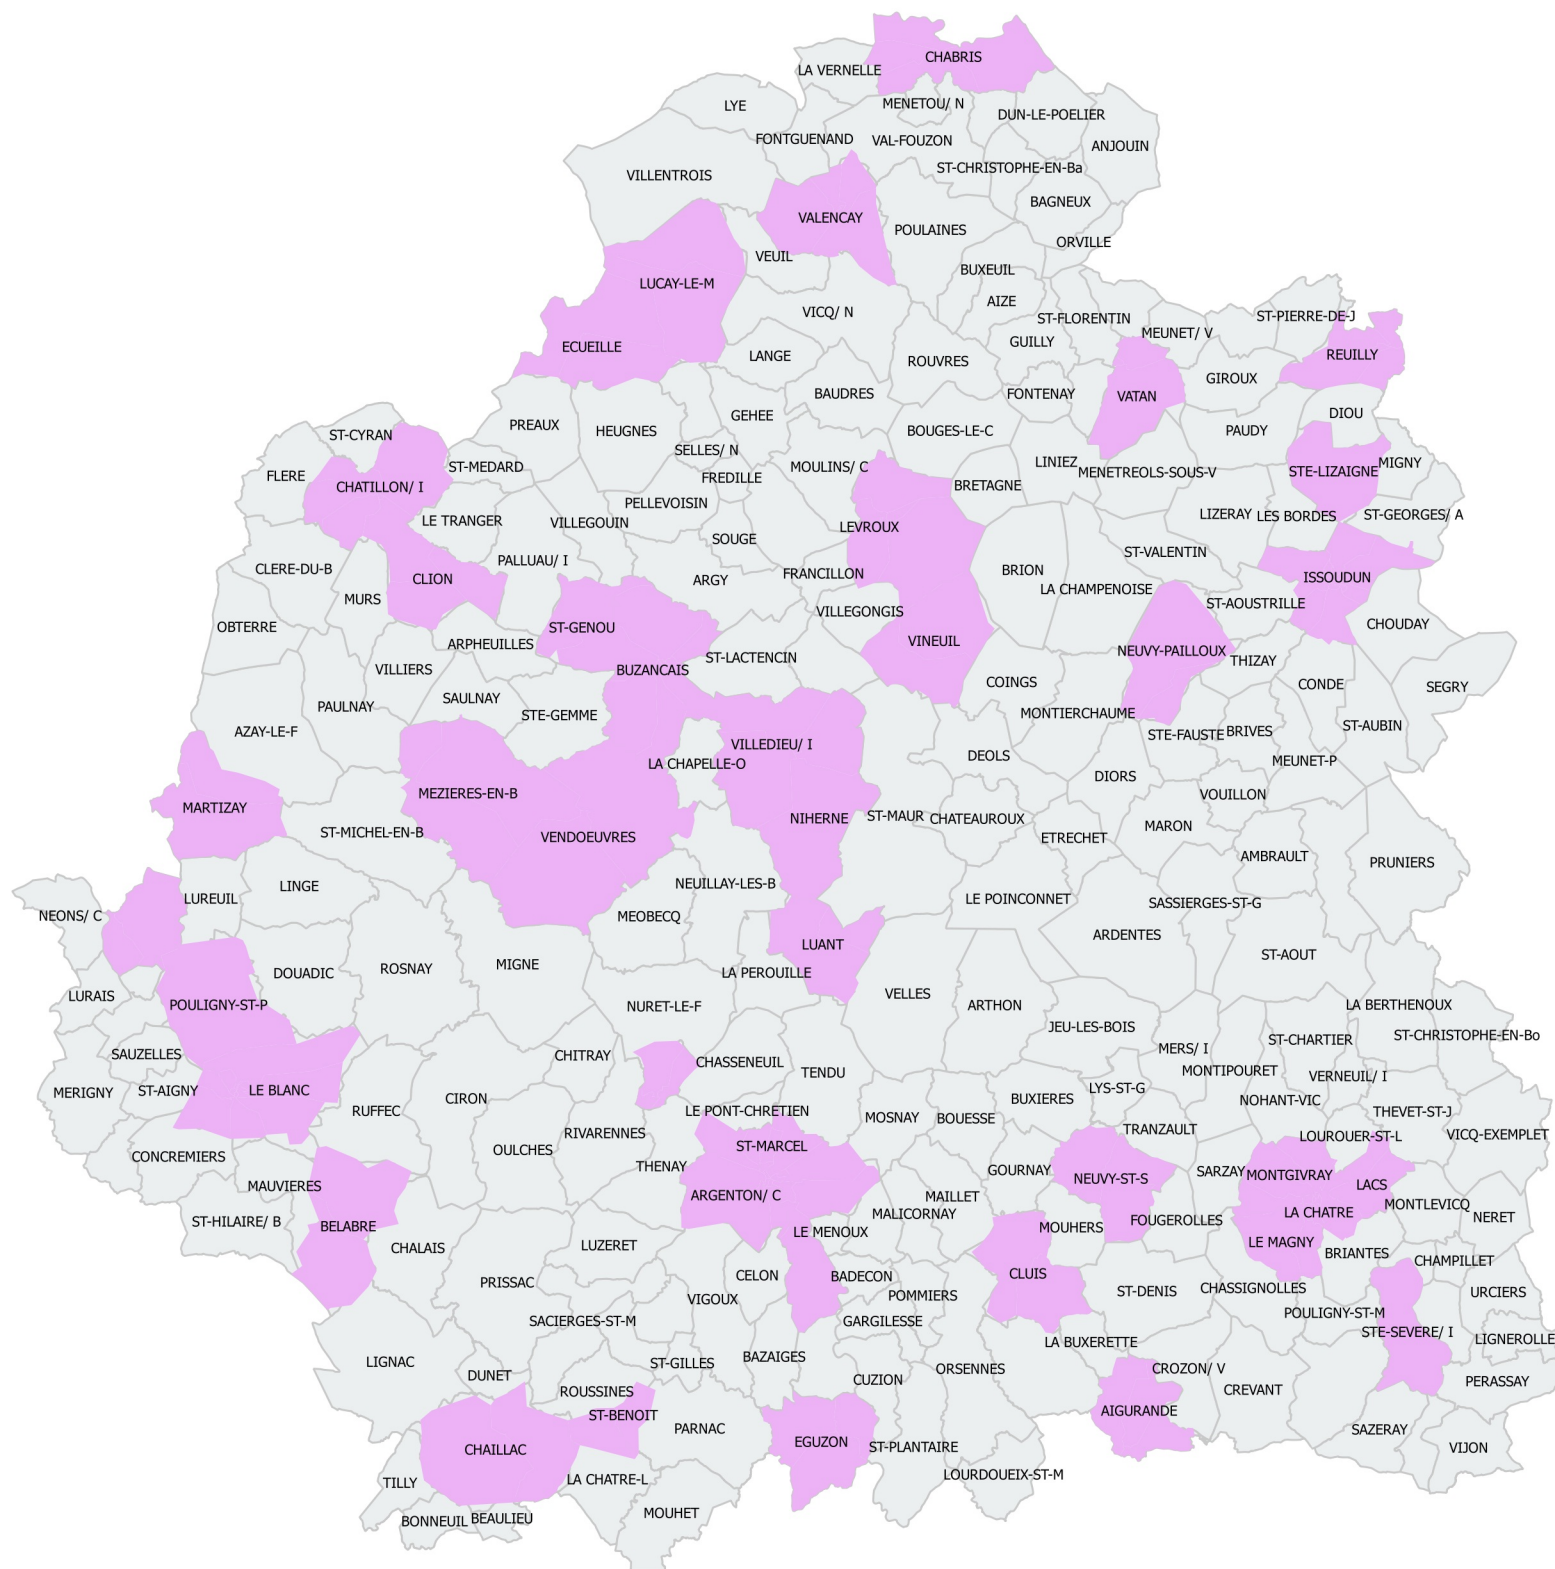 CHABRIS
LA VERNELLE
LYE
MENETOU/ N
DUN-LE-POELIER
FONTGUENAND
VAL-FOUZON
ANJOUIN
ST-CHRISTOPHE-EN-Ba
VILLENTROIS
BAGNEUX
VALENCAY
POULAINES
ORVILLE
VEUIL
BUXEUIL
LUCAY-LE-M
AIZE
VICQ/ N
ST-FLORENTIN
ST-PIERRE-DE-J
MEUNET/ V
GUILLY
ECUEILLE
LANGE
REUILLY
ROUVRES
GIROUX
BAUDRES
FONTENAY
VATAN
GEHEE
DIOU
PREAUX
HEUGNES
BOUGES-LE-C
PAUDY
ST-CYRAN
SELLES/ N
LINIEZ
MIGNY
ST-MEDARD
MOULINS/ C
MENETREOLS-SOUS-V
STE-LIZAIGNE
FLERE
FREDILLE
CHATILLON/ I
BRETAGNE
PELLEVOISIN
LIZERAY
LES BORDES
ST-GEORGES/ A
LE TRANGER
VILLEGOUIN
LEVROUX
SOUGE
ST-VALENTIN
PALLUAU/ I
CLERE-DU-B
BRION
FRANCILLON
CLION
ARGY
ISSOUDUN
LA CHAMPENOISE
MURS
ST-AOUSTRILLE
VILLEGONGIS
CHOUDAY
OBTERRE
ST-GENOU
ARPHEUILLES
VINEUIL
NEUVY-PAILLOUX
ST-LACTENCIN
THIZAY
VILLIERS
BUZANCAIS
COINGS
CONDE
SEGRY
SAULNAY
PAULNAY
STE-GEMME
MONTIERCHAUME
ST-AUBIN
AZAY-LE-F
BRIVES
STE-FAUSTE
VILLEDIEU/ I
DEOLS
LA CHAPELLE-O
MEUNET-P
DIORS
MEZIERES-EN-B
VOUILLON
MARTIZAY
ST-MAUR
NIHERNE
CHATEAUROUX
MARON
ST-MICHEL-EN-B
VENDOEUVRES
ETRECHET
AMBRAULT
PRUNIERS
NEUILLAY-LES-B
LINGE
LUREUIL
LE POINCONNET
SASSIERGES-ST-G
NEONS/ C
MEOBECQ
ARDENTES
LUANT
ST-AOUT
MIGNE
ROSNAY
DOUADIC
LA PEROUILLE
VELLES
LURAIS
POULIGNY-ST-P
NURET-LE-F
ARTHON
LA BERTHENOUX
JEU-LES-BOIS
ST-CHRISTOPHE-EN-Bo
ST-CHARTIER
MERS/ I
SAUZELLES
CHITRAY
CHASSENEUIL
MONTIPOURET
TENDU
VERNEUIL/ I
LYS-ST-G
MERIGNY
ST-AIGNY
LE BLANC
CIRON
BUXIERES
NOHANT-VIC
RUFFEC
LE PONT-CHRETIEN
THEVET-ST-J
MOSNAY
BOUESSE
TRANZAULT
RIVARENNES
LOUROUER-ST-L
VICQ-EXEMPLET
ST-MARCEL
OULCHES
CONCREMIERS
THENAY
GOURNAY
SARZAY
MONTGIVRAY
NEUVY-ST-S
MAUVIERES
LACS
ARGENTON/ C
MAILLET
MONTLEVICQ
MALICORNAY
LA CHATRE
NERET
ST-HILAIRE/ B
FOUGEROLLES
BELABRE
MOUHERS
LE MENOUX
LE MAGNY
LUZERET
CHALAIS
BRIANTES
CHAMPILLET
CLUIS
CELON
BADECON
PRISSAC
CHASSIGNOLLES
ST-DENIS
URCIERS
POMMIERS
VIGOUX
POULIGNY-ST-M
SACIERGES-ST-M
GARGILESSE
STE-SEVERE/ I
LIGNEROLLE
LA BUXERETTE
BAZAIGES
LIGNAC
ST-GILLES
CROZON/ V
ORSENNES
DUNET
CUZION
PERASSAY
CREVANT
ROUSSINES
AIGURANDE
ST-BENOIT
PARNAC
SAZERAY
EGUZON
CHAILLAC
ST-PLANTAIRE
VIJON
LOURDOUEIX-ST-M
LA CHATRE-L
TILLY
MOUHET
BONNEUIL
BEAULIEU